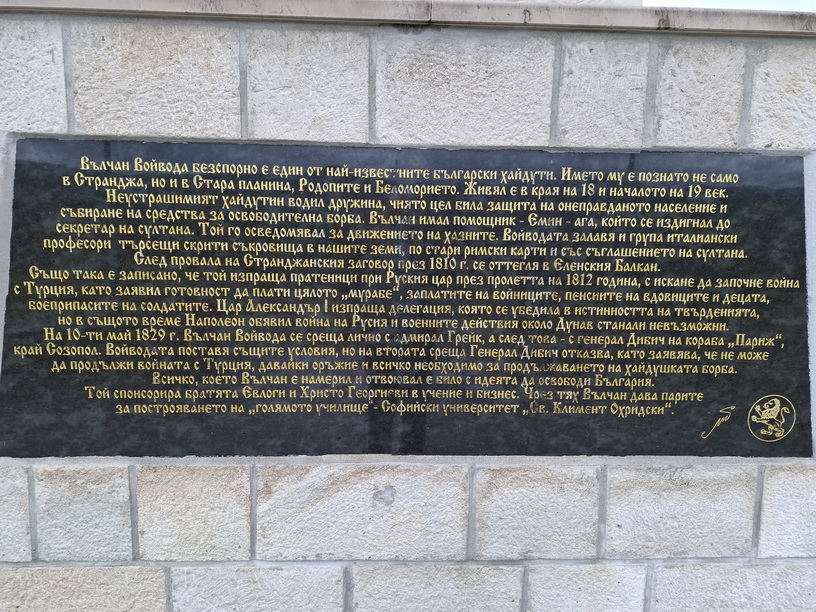 Вълчан Войвода безспорно е един от най-известните български хайдути. Името му е познато не само
в Странджа, но и в Стара планина, Родопите и Беломорието. Живял е в края на 18 и началото на 19 век.
Неустрашимият хайдутин водил дружина, чиято цел била защита на онеправданото население и
събиране на средства за освободителна борба. Вълчан имал помощник - Емин - ага, който се издигнал до
секретар на султана. Той го осведомявал за движението на хазните. Войводата залавя и група италиански
професори търсещи скрити съкровища в нашите земи, по стари римски карти и със съглашението на султана.
След провала на Странджанския заговор през 1810 г. се оттегля в Еленския Балкан.
Също така е записано, че той изпраща пратеници при Руския цар през пролетта на 1812 година, с искане да започне война
с Турция, като заявил готовност да плати цялото „мурабе“, заплатите на войниците, пенсиите на вдовиците и децата,
боеприпасите на солдатите. Цар Александър I изпраща делегация, която се убедила в истинността на твърденията,
но в същото време Наполеон обявил война на Русия и военните действия около Дунав станали невъзможни.
На 10-ти май 1829 г. Вълчан Войвода се среща лично с адмирал Грейк, а след това - с генерал Дибич на кораба „Париж“,
край Созопол. Войводата поставя същите условия, но на втората среща Генерал Дибич отказва, като заявява, че не може
да продължи войната с Турция, давайки оръжие и всичко необходимо за продължаването на хайдушката борба.
Всичко, което Вълчан е намерил и отвоювал е било с идеята да освободи България.
Той спонсорира братята Евлоги и Христо Георгиеви в учение и бизнес. Чрез тях Вълчан дава парите
за построяването на „голямото училище“- Софийски университет „Св. Климент Охридски“.